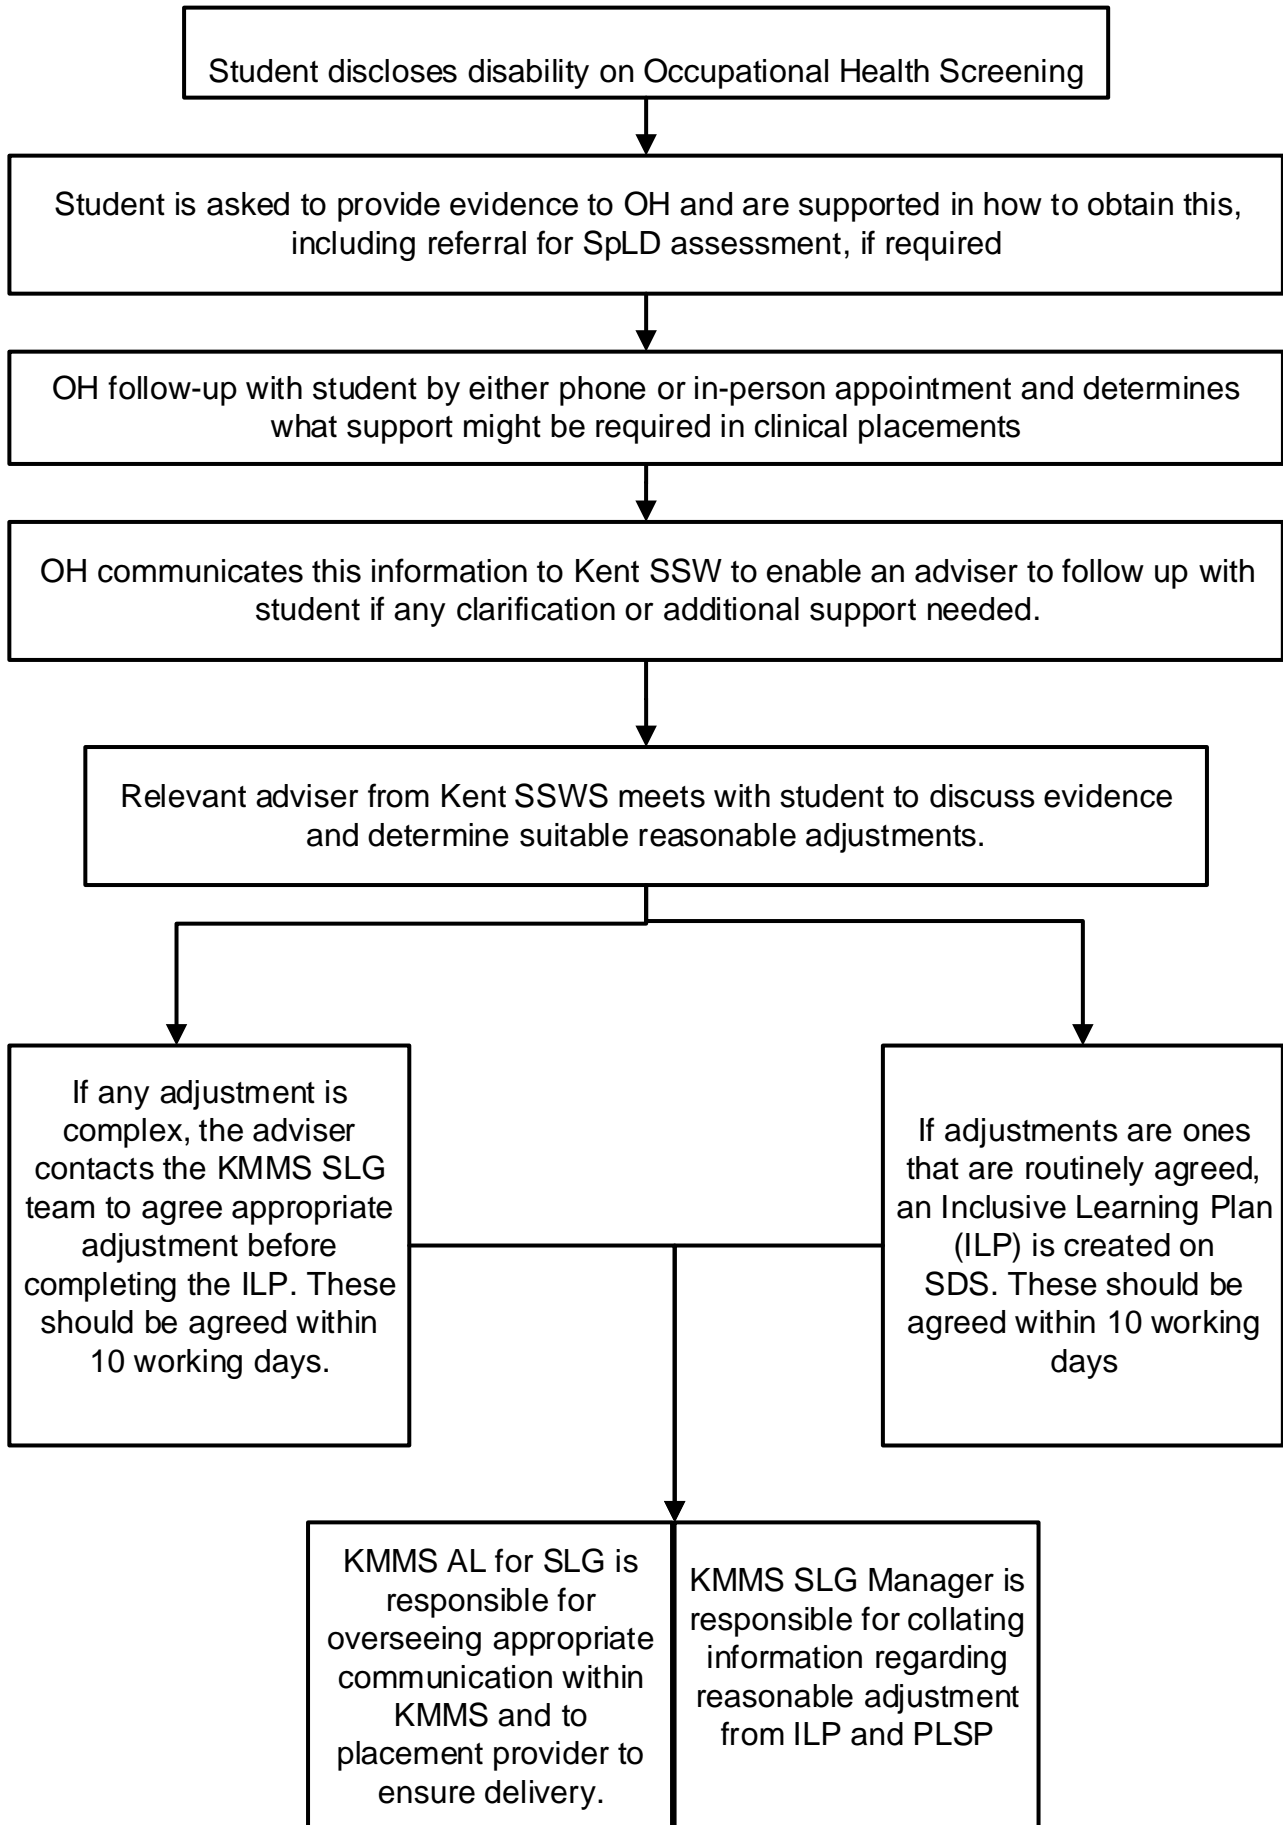 Student discloses disability on Occupational Health Screening
Student is asked to provide evidence to OH and are supported in how to obtain this,
including referral for SpLD assessment, if required
OH follow-up with student by either phone or in-person appointment and determines
what support might be required in clinical placements
OH communicates this information to Kent SSW to enable an adviser to follow up with
student if any clarification or additional support needed.
Relevant adviser from Kent SSWS meets with student to discuss evidence
and determine suitable reasonable adjustments.
If any adjustment is
complex, the adviser
contacts the KMMS SLG
team to agree appropriate
adjustment before
completing the ILP. These
should be agreed within
10 working days.
If adjustments are ones
that are routinely agreed,
an Inclusive Learning Plan
(ILP) is created on
SDS. These should be
agreed within 10 working
days
KMMS AL for SLG is
responsible for
overseeing appropriate
communication within
KMMS and to
placement provider to
ensure delivery.
KMMS SLG Manager is
responsible for collating
information regarding
reasonable adjustment
from ILP and PLSP